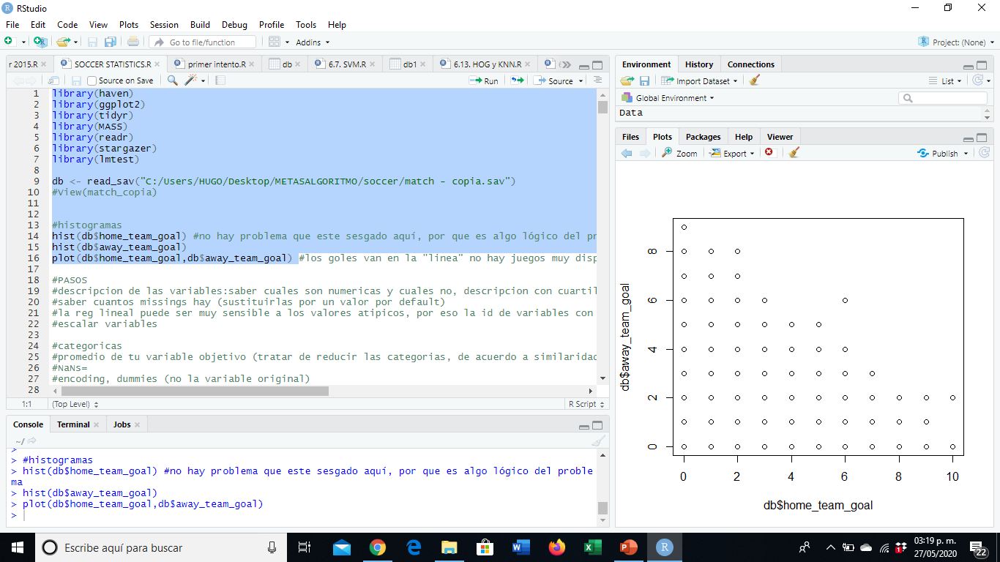 RStudio
File Edit Code View Plots Session Build Debug Profile Tools Help
Go to file/function Addins Project: (None)
r 2015.R SOCCER STATISTICS.R primer intento.R db 6.7. SVM.R db1 6.13. HOG y KNN.R
Source on Save Run Source
1 library(haven)
2 library(ggplot2)
3 library(tidyr)
4 library(MASS)
5 library(readr)
6 library(stargazer)
7 library(lmtest)
8
9 db <- read_sav("C:/Users/HUGO/Desktop/METASALGORITMO/soccer/match - copia.sav")
10 #View(match_copia)
11
12
13 #histogramas
14 hist(db$home_team_goal) #no hay problema que este sesgado aquí, por que es algo lógico del pr
15 hist(db$away_team_goal)
16 plot(db$home_team_goal,db$away_team_goal) #los goles van en la "linea" no hay juegos muy disp
17
18 #PASOS
19 #descripcion de las variables:saber cuales son numericas y cuales no, descripcion con cuartil
20 #saber cuantos missings hay (sustituirlas por un valor por default)
21 #la reg lineal puede ser muy sensible a los valores atipicos, por eso la id de variables con
22 #escalar variables
23
24 #categoricas
25 #promedio de tu variable objetivo (tratar de reducir las categorias, de acuerdo a similaridad
26 #NaNs=
27 #encoding, dummies (no la variable original)
28
1:1 (Top Level) R Script
Console Terminal Jobs
~/
>
> #histogramas
> hist(db$home_team_goal) #no hay problema que este sesgado aquí, por que es algo lógico del proble
ma
> hist(db$away_team_goal)
> plot(db$home_team_goal,db$away_team_goal)
>
Environment History Connections
Import Dataset List
Global Environment
Data
Files Plots Packages Help Viewer
Zoom Export Publish
8
6
4
2
0
db$away_team_goal
0 2 4 6 8 10
db$home_team_goal
Escribe aquí para buscar
03:19 p. m.
27/05/2020
1
22